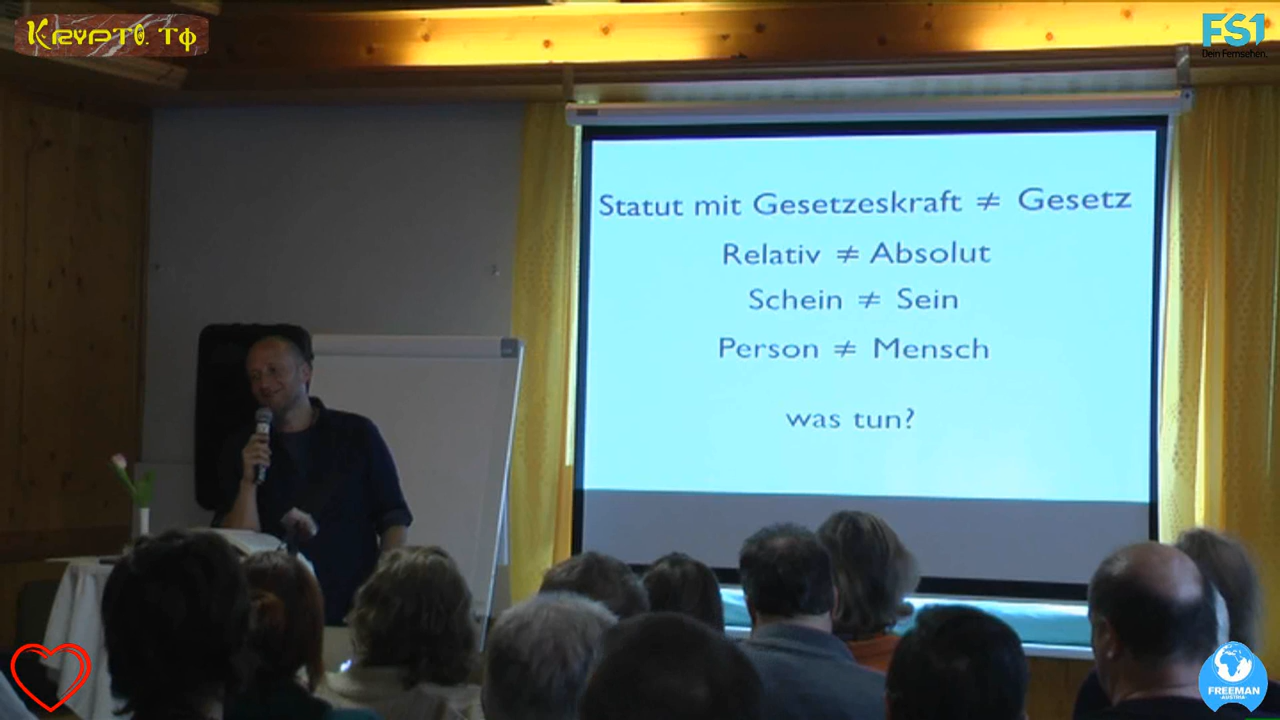 KRYPTO.TΦ
FS1
Dein Fernsehen.
Statut mit Gesetzeskraft ≠ Gesetz
Relativ ≠ Absolut
Schein ≠ Sein
Person ≠ Mensch
was tun?
FREEMAN
AUSTRIA